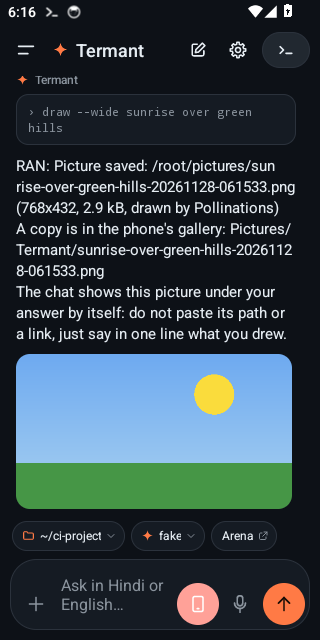 6:16
Termant
Termant
› draw --wide sunrise over green
hills
RAN: Picture saved: /root/pictures/sun
rise-over-green-hills-20261128-061533.png
(768x432, 2.9 kB, drawn by Pollinations)
A copy is in the phone's gallery: Pictures/
Termant/sunrise-over-green-hills-2026112
8-061533.png
The chat shows this picture under your
answer by itself: do not paste its path or
a link, just say in one line what you drew.
~/ci-project
fake
Arena
Ask in Hindi or
English…